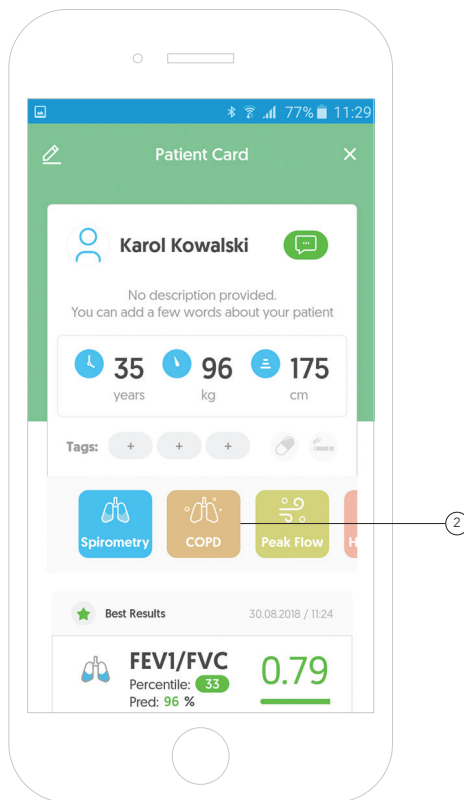 77% 11:29
Patient Card
Karol Kowalski
No description provided.
You can add a few words about your patient
35 96 175
years kg cm
Tags: + + +
Spirometry COPD Peak Flow H
2
Best Results 30.08.2018 / 11:24
FEV1/FVC 0.79
Percentile: 33
Pred: 96 %